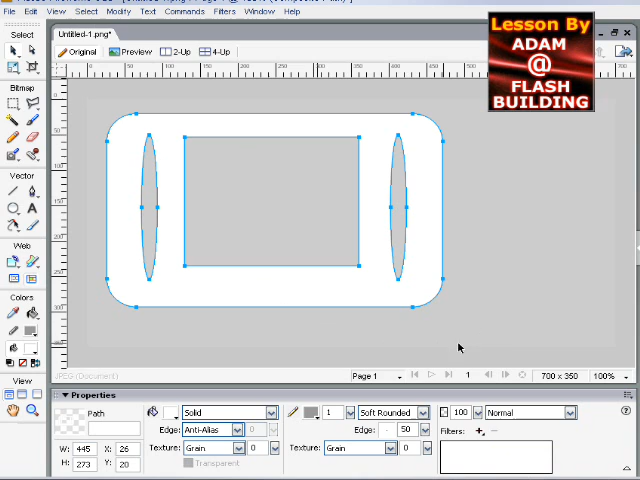 File Edit View Select Modify Text Commands Filters Window Help
Lesson By
ADAM
@
FLASH
BUILDING
Select
Untitled-1.png*
Original Preview 2-Up 4-Up
Bitmap
Vector
Web
Colors
View
JPEG (Document)
Page 1
1
700 x 350
100%
Properties
Path
Solid
1
Soft Rounded
100
Normal
Edge: Anti-Alias 0
Edge: 50
Filters:
W: 445 X: 26
Texture: Grain 0
Texture: Grain 0
H: 273 Y: 20
Transparent